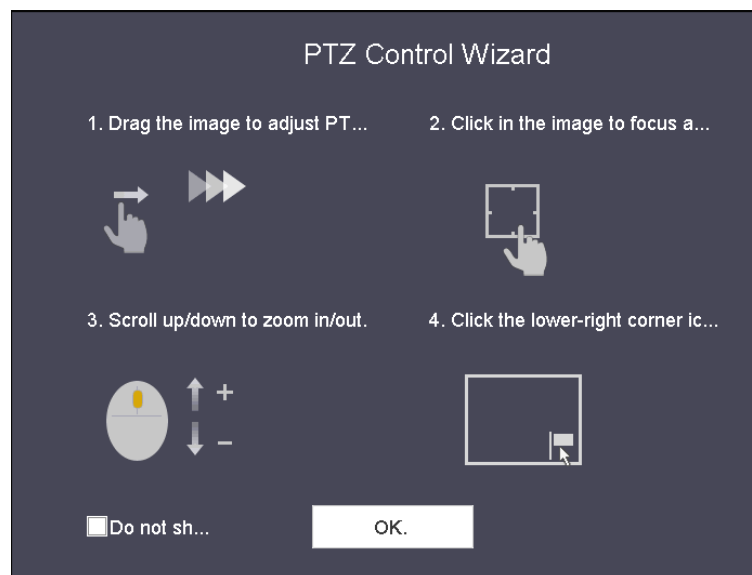 PTZ Control Wizard
1. Drag the image to adjust PT...
2. Click in the image to focus a...
3. Scroll up/down to zoom in/out.
4. Click the lower-right corner ic...
Do not sh...
OK.